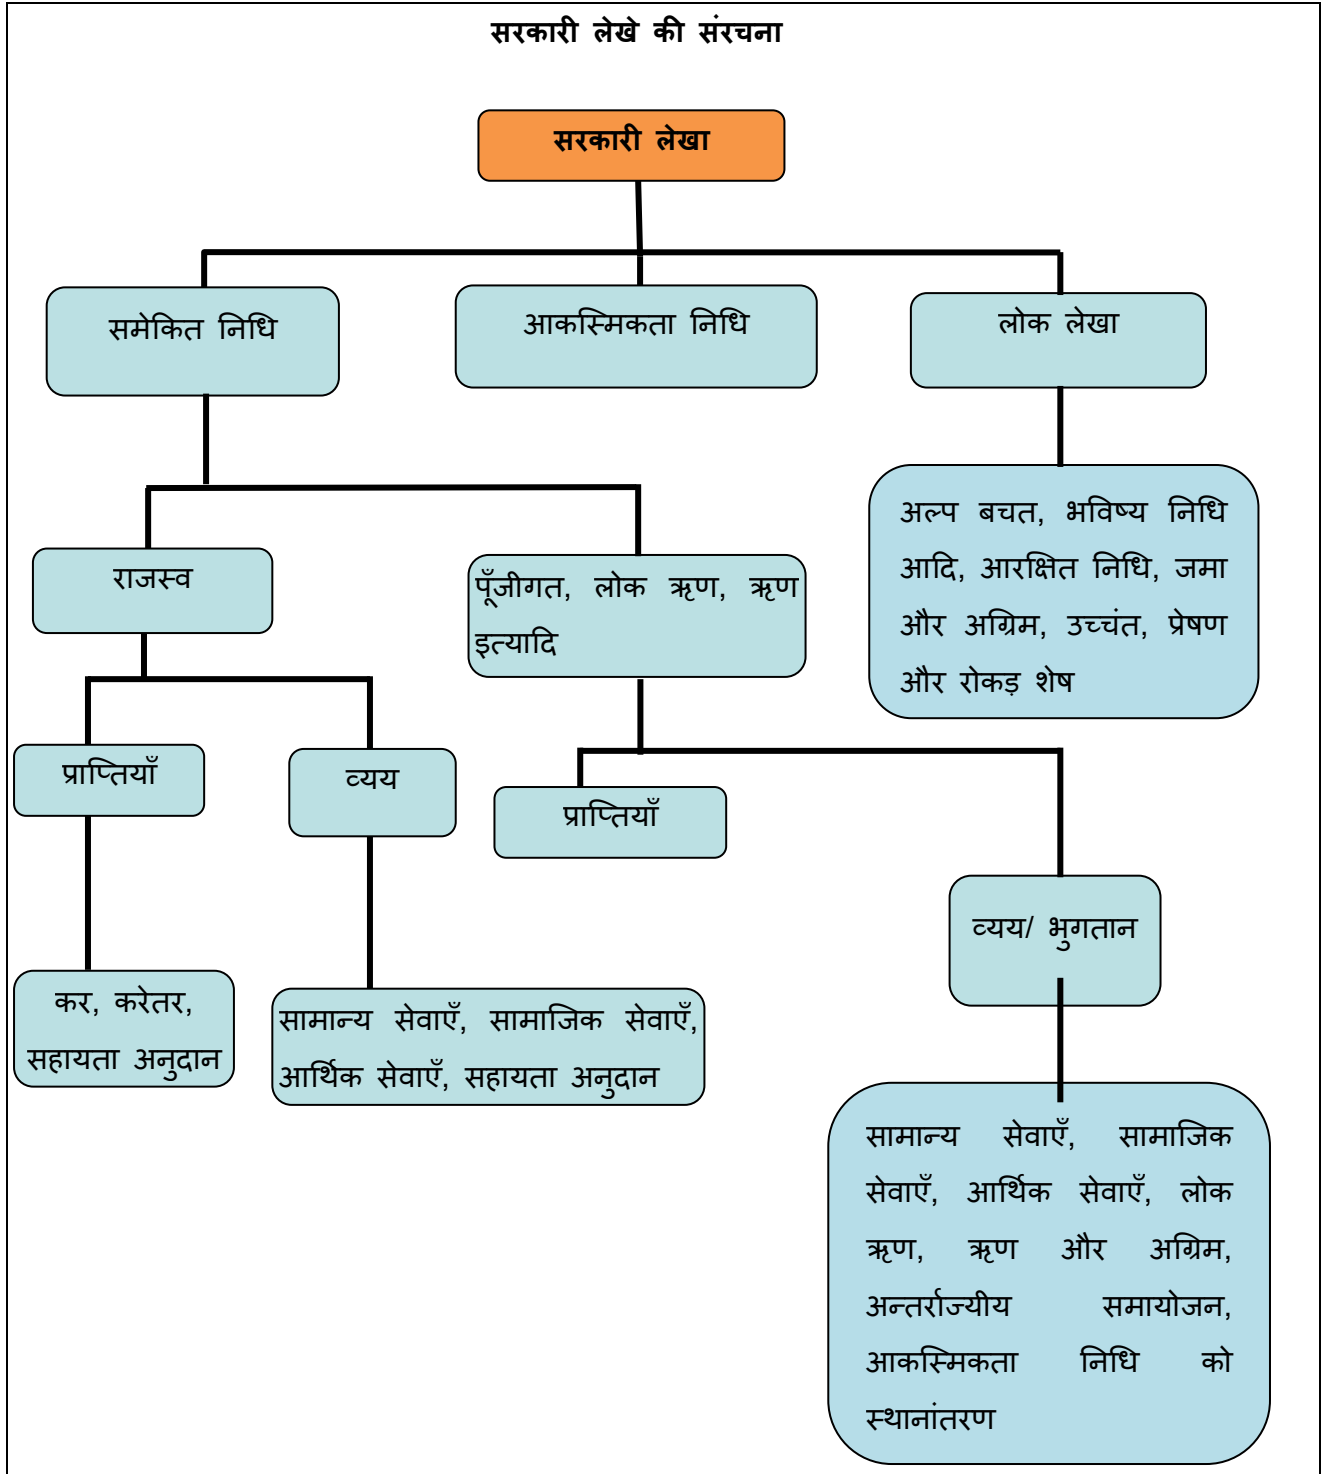 सरकारी लेखे की संरचना
सरकारी लेखा
समेकित निधि
आकस्मिकता निधि
लोक लेखा
अल्प बचत, भविष्य निधि
आदि, आरक्षित निधि, जमा
और अग्रिम, उच्चंत, प्रेषण
और रोकड़ शेष
राजस्व
पूँजीगत, लोक ऋण, ऋण
इत्यादि
प्राप्तियाँ
व्यय
प्राप्तियाँ
व्यय/ भुगतान
कर, करेतर,
सहायता अनुदान
सामान्य सेवाएँ, सामाजिक सेवाएँ,
आर्थिक सेवाएँ, सहायता अनुदान
सामान्य सेवाएँ, सामाजिक
सेवाएँ, आर्थिक सेवाएँ, लोक
ऋण, ऋण और अग्रिम,
अन्तर्राज्यीय समायोजन,
आकस्मिकता निधि को
स्थानांतरण